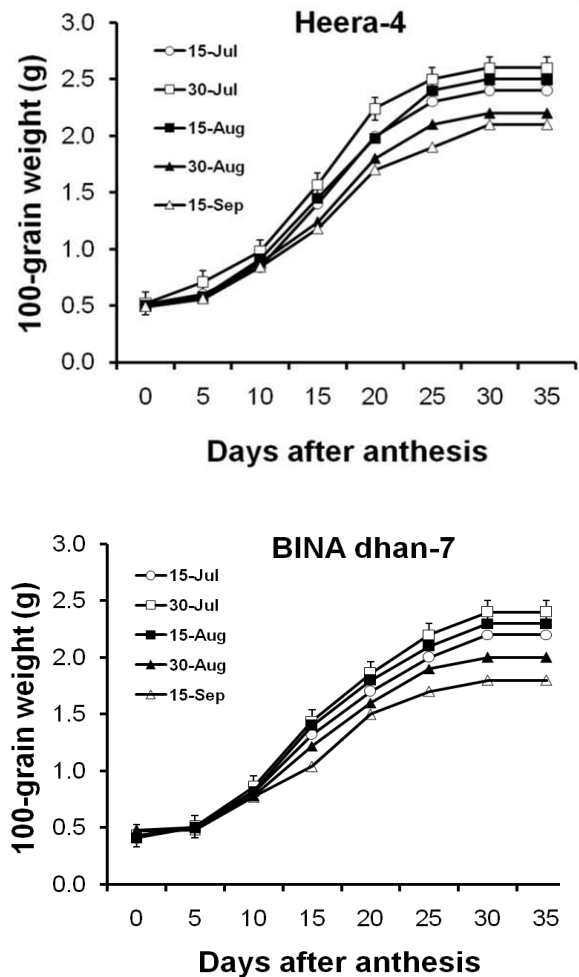 Heera-4
100-grain weight (g)
3.0
2.5
2.0
1.5
1.0
0.5
0.0
15-Jul
30-Jul
15-Aug
30-Aug
15-Sep
0 5 10 15 20 25 30 35
Days after anthesis
BINA dhan-7
100-grain weight (g)
3.0
2.5
2.0
1.5
1.0
0.5
0.0
15-Jul
30-Jul
15-Aug
30-Aug
15-Sep
0 5 10 15 20 25 30 35
Days after anthesis